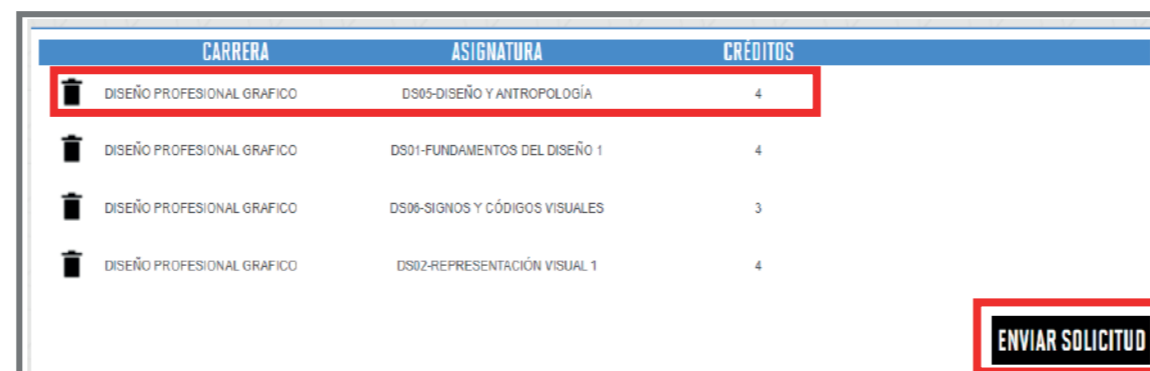 CARRERA ASIGNATURA CRÉDITOS
DISEÑO PROFESIONAL GRAFICO DS05-DISEÑO Y ANTROPOLOGÍA 4
DISEÑO PROFESIONAL GRAFICO DS01-FUNDAMENTOS DEL DISEÑO 1 4
DISEÑO PROFESIONAL GRAFICO DS06-SIGNOS Y CÓDIGOS VISUALES 3
DISEÑO PROFESIONAL GRAFICO DS02-REPRESENTACIÓN VISUAL 1 4
ENVIAR SOLICITUD